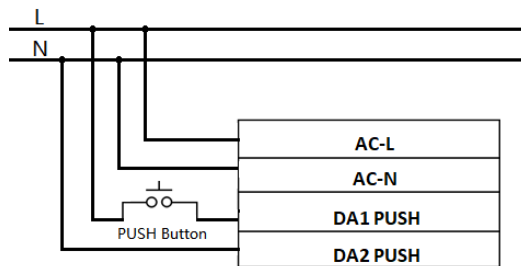 L
N
AC-L
AC-N
DA1 PUSH
PUSH Button
DA2 PUSH